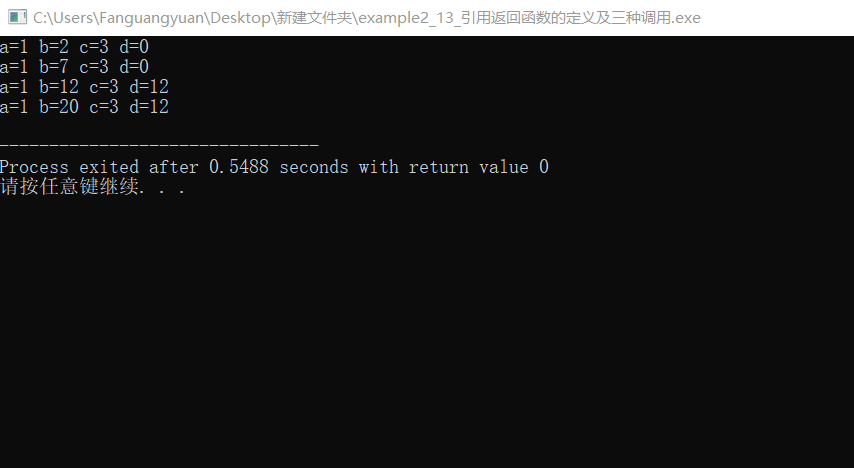 C:\Users\Fanguangyuan\Desktop\新建文件夹\example2_13_引用返回函数的定义及三种调用.exe
a=1 b=2 c=3 d=0
a=1 b=7 c=3 d=0
a=1 b=12 c=3 d=12
a=1 b=20 c=3 d=12
--------------------------------
Process exited after 0.5488 seconds with return value 0
请按任意键继续. . .